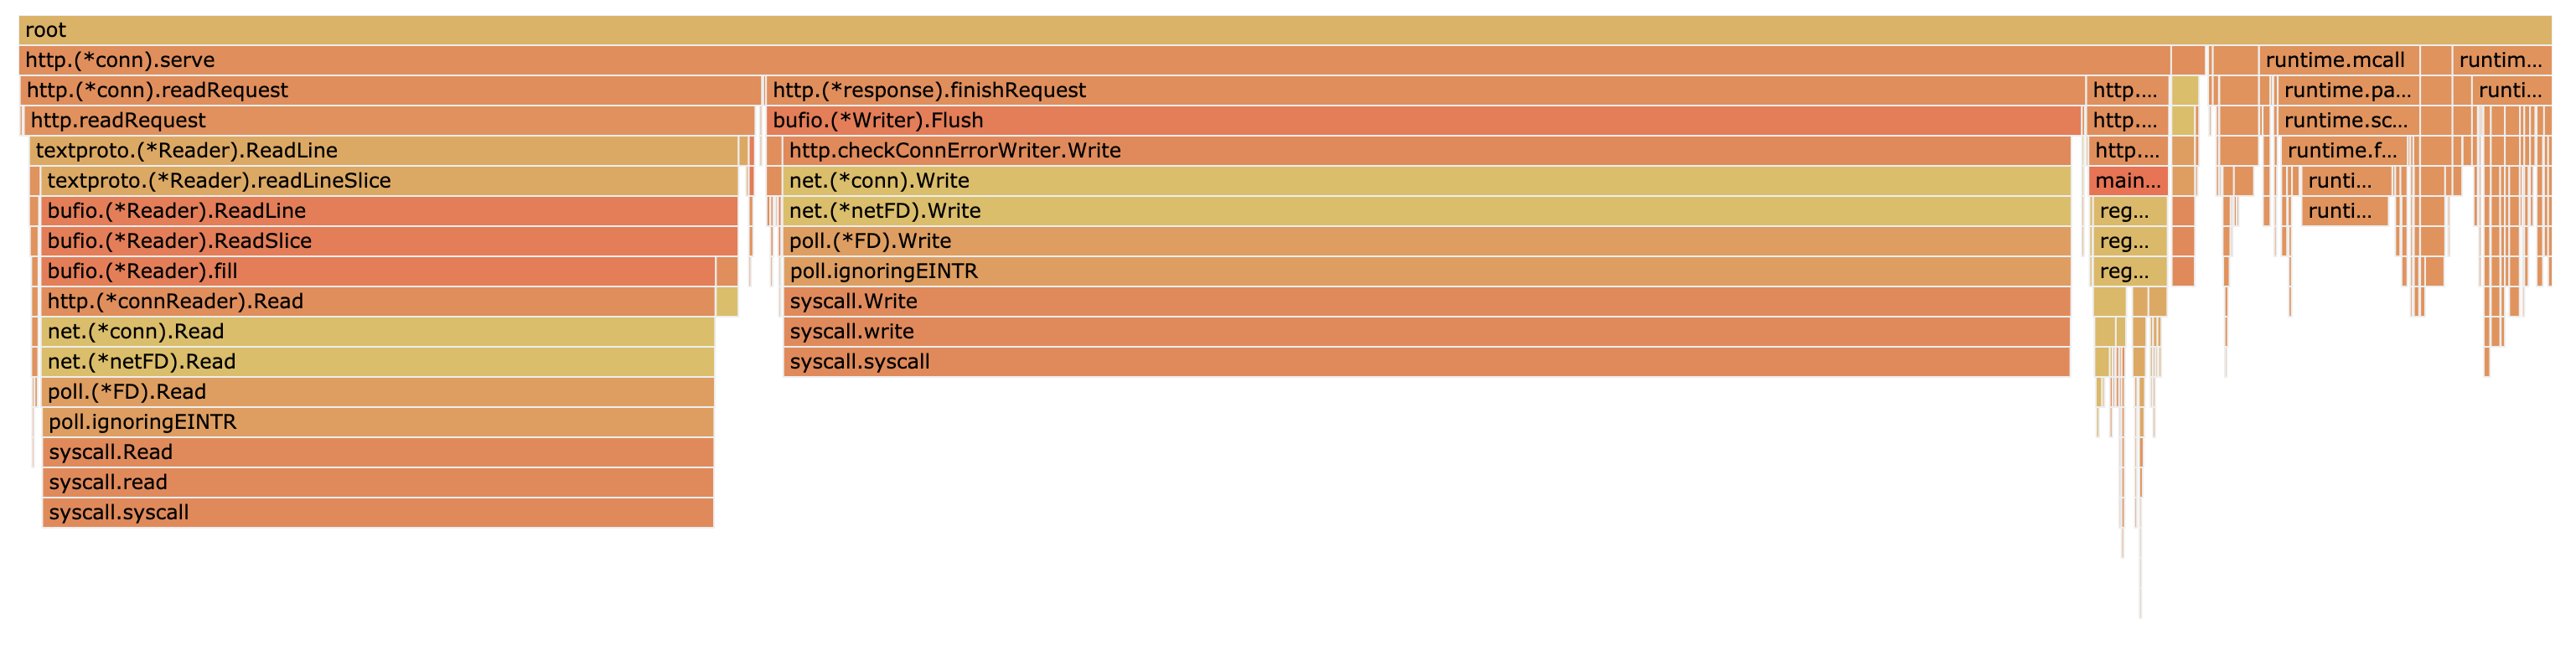 root
http.(*conn).serve runtime.mcall runtim...
http.(*conn).readRequest http.(*response).finishRequest http.... runtime.pa... runti...
http.readRequest bufio.(*Writer).Flush http.... runtime.sc...
textproto.(*Reader).ReadLine http.checkConnErrorWriter.Write http.... runtime.f...
textproto.(*Reader).readLineSlice net.(*conn).Write main... runti...
bufio.(*Reader).ReadLine net.(*netFD).Write reg... runti...
bufio.(*Reader).ReadSlice poll.(*FD).Write reg...
bufio.(*Reader).fill poll.ignoringEINTR reg...
http.(*connReader).Read syscall.Write
net.(*conn).Read syscall.write
net.(*netFD).Read syscall.syscall
poll.(*FD).Read
poll.ignoringEINTR
syscall.Read
syscall.read
syscall.syscall